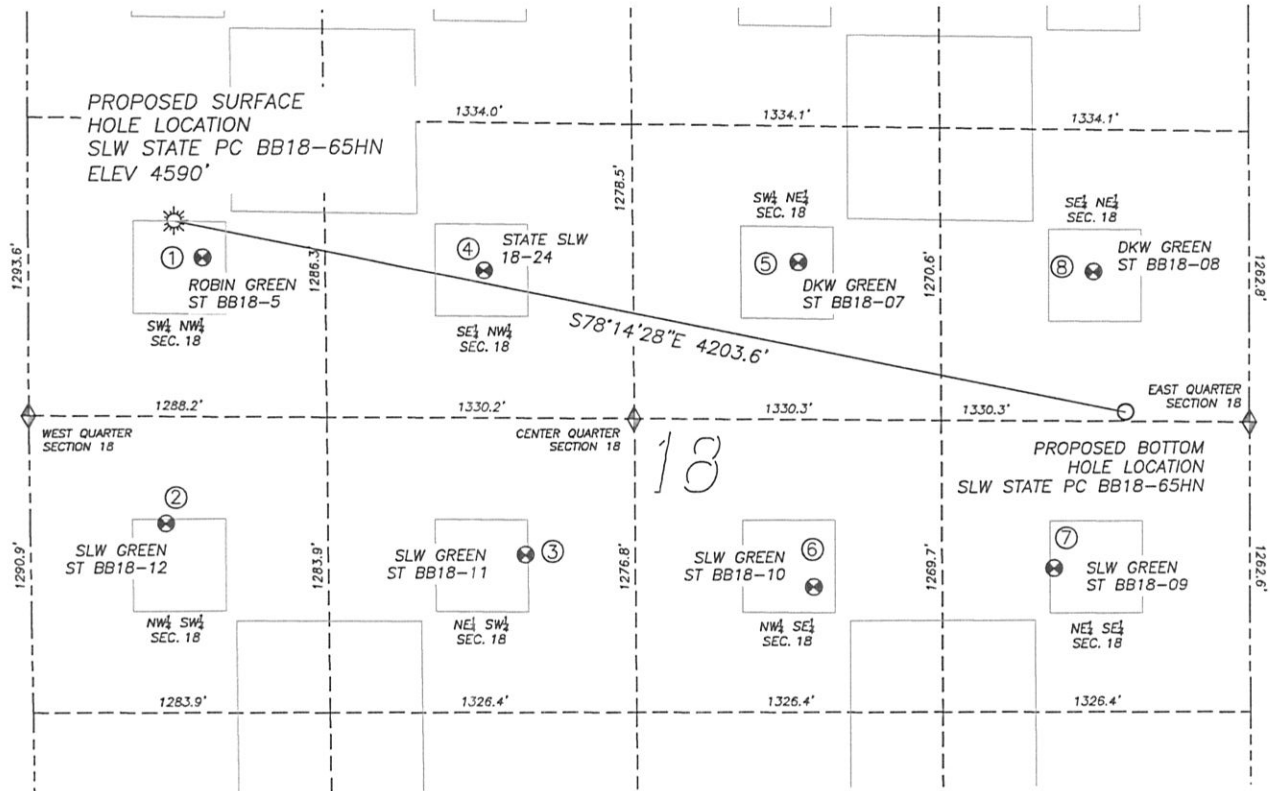 PROPOSED SURFACE
HOLE LOCATION
SLW STATE PC BB18-65HN
ELEV 4590'
1334.0'
1334.1'
1334.1'
1293.6'
1286.3
1278.5'
1270.6'
1262.8'
①
ROBIN GREEN
ST BB18-5
SW¼ NW¼
SEC. 18
④
STATE SLW
18-24
SE¼ NW¼
SEC. 18
SW¼ NE¼
SEC. 18
⑤
DKW GREEN
ST BB18-07
SE¼ NE¼
SEC. 18
⑧
DKW GREEN
ST BB18-08
S78°14'28"E 4203.6'
1288.2'
1330.2'
1330.3'
1330.3'
WEST QUARTER
SECTION 18
CENTER QUARTER
SECTION 18
EAST QUARTER
SECTION 18
18
PROPOSED BOTTOM
HOLE LOCATION
SLW STATE PC BB18-65HN
1290.9'
1283.9'
1276.8'
1269.7'
1262.6'
②
SLW GREEN
ST BB18-12
NW¼ SW¼
SEC. 18
③
SLW GREEN
ST BB18-11
NE¼ SW¼
SEC. 18
⑥
SLW GREEN
ST BB18-10
NW¼ SE¼
SEC. 18
⑦
SLW GREEN
ST BB18-09
NE¼ SE¼
SEC. 18
1283.9'
1326.4'
1326.4'
1326.4'